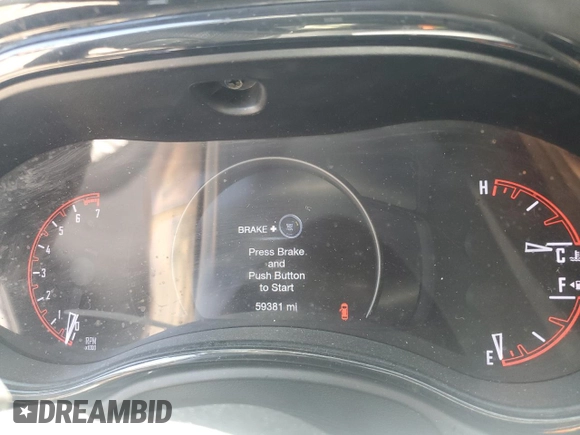 BRAKE +
Press Brake
and
Push Button
to Start
59381 mi
7
6
5
4
3
2
1
0
RPM
H
C
F
E
DREAMBID